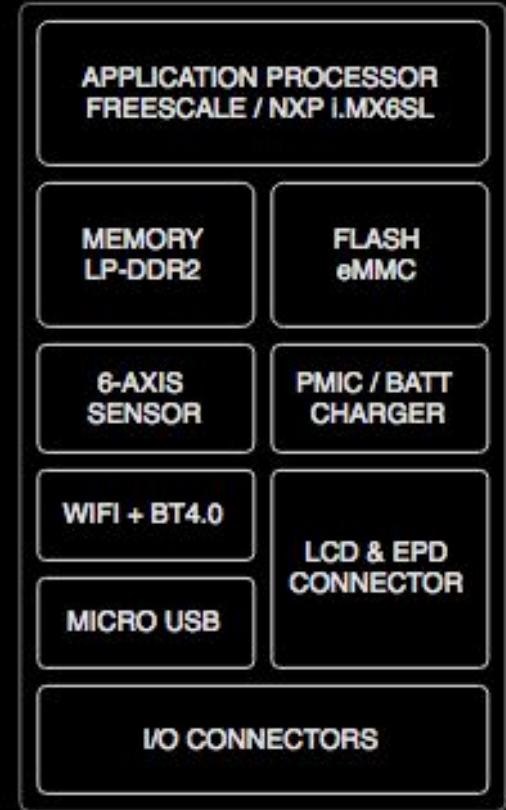 APPLICATION PROCESSOR
FREESCALE / NXP i.MX6SL
MEMORY
LP-DDR2
FLASH
eMMC
6-AXIS
SENSOR
PMIC / BATT
CHARGER
WIFI + BT4.0
LCD & EPD
CONNECTOR
MICRO USB
I/O CONNECTORS